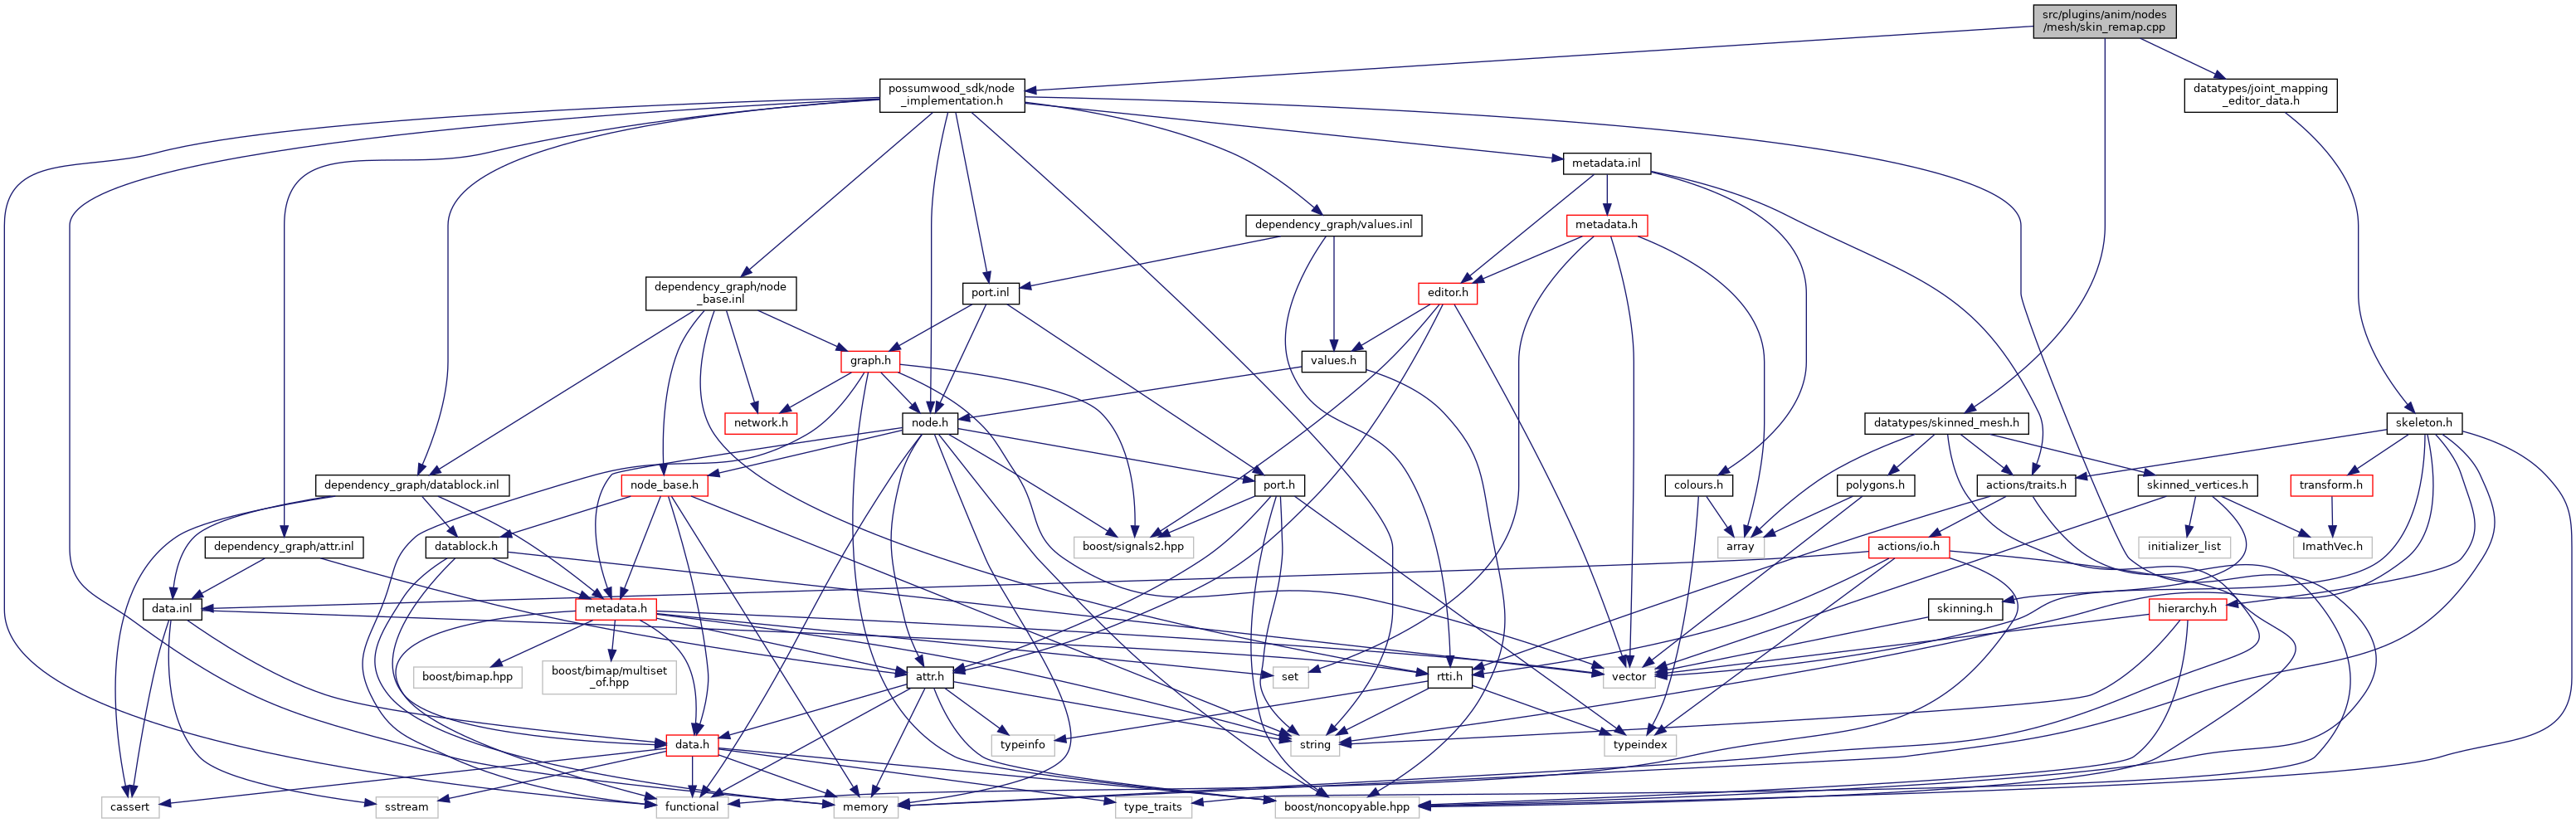 src/plugins/anim/nodes
/mesh/skin_remap.cpp
possumwood_sdk/node
_implementation.h
datatypes/joint_mapping
_editor_data.h
metadata.inl
dependency_graph/values.inl
metadata.h
dependency_graph/node
_base.inl
port.inl
editor.h
graph.h
values.h
network.h
node.h
datatypes/skinned_mesh.h
skeleton.h
dependency_graph/datablock.inl
node_base.h
port.h
colours.h
polygons.h
actions/traits.h
skinned_vertices.h
transform.h
dependency_graph/attr.inl
datablock.h
boost/signals2.hpp
array
actions/io.h
initializer_list
ImathVec.h
data.inl
metadata.h
skinning.h
hierarchy.h
boost/bimap.hpp
boost/bimap/multiset
_of.hpp
attr.h
set
rtti.h
vector
data.h
typeinfo
string
typeindex
cassert
sstream
functional
memory
type_traits
boost/noncopyable.hpp